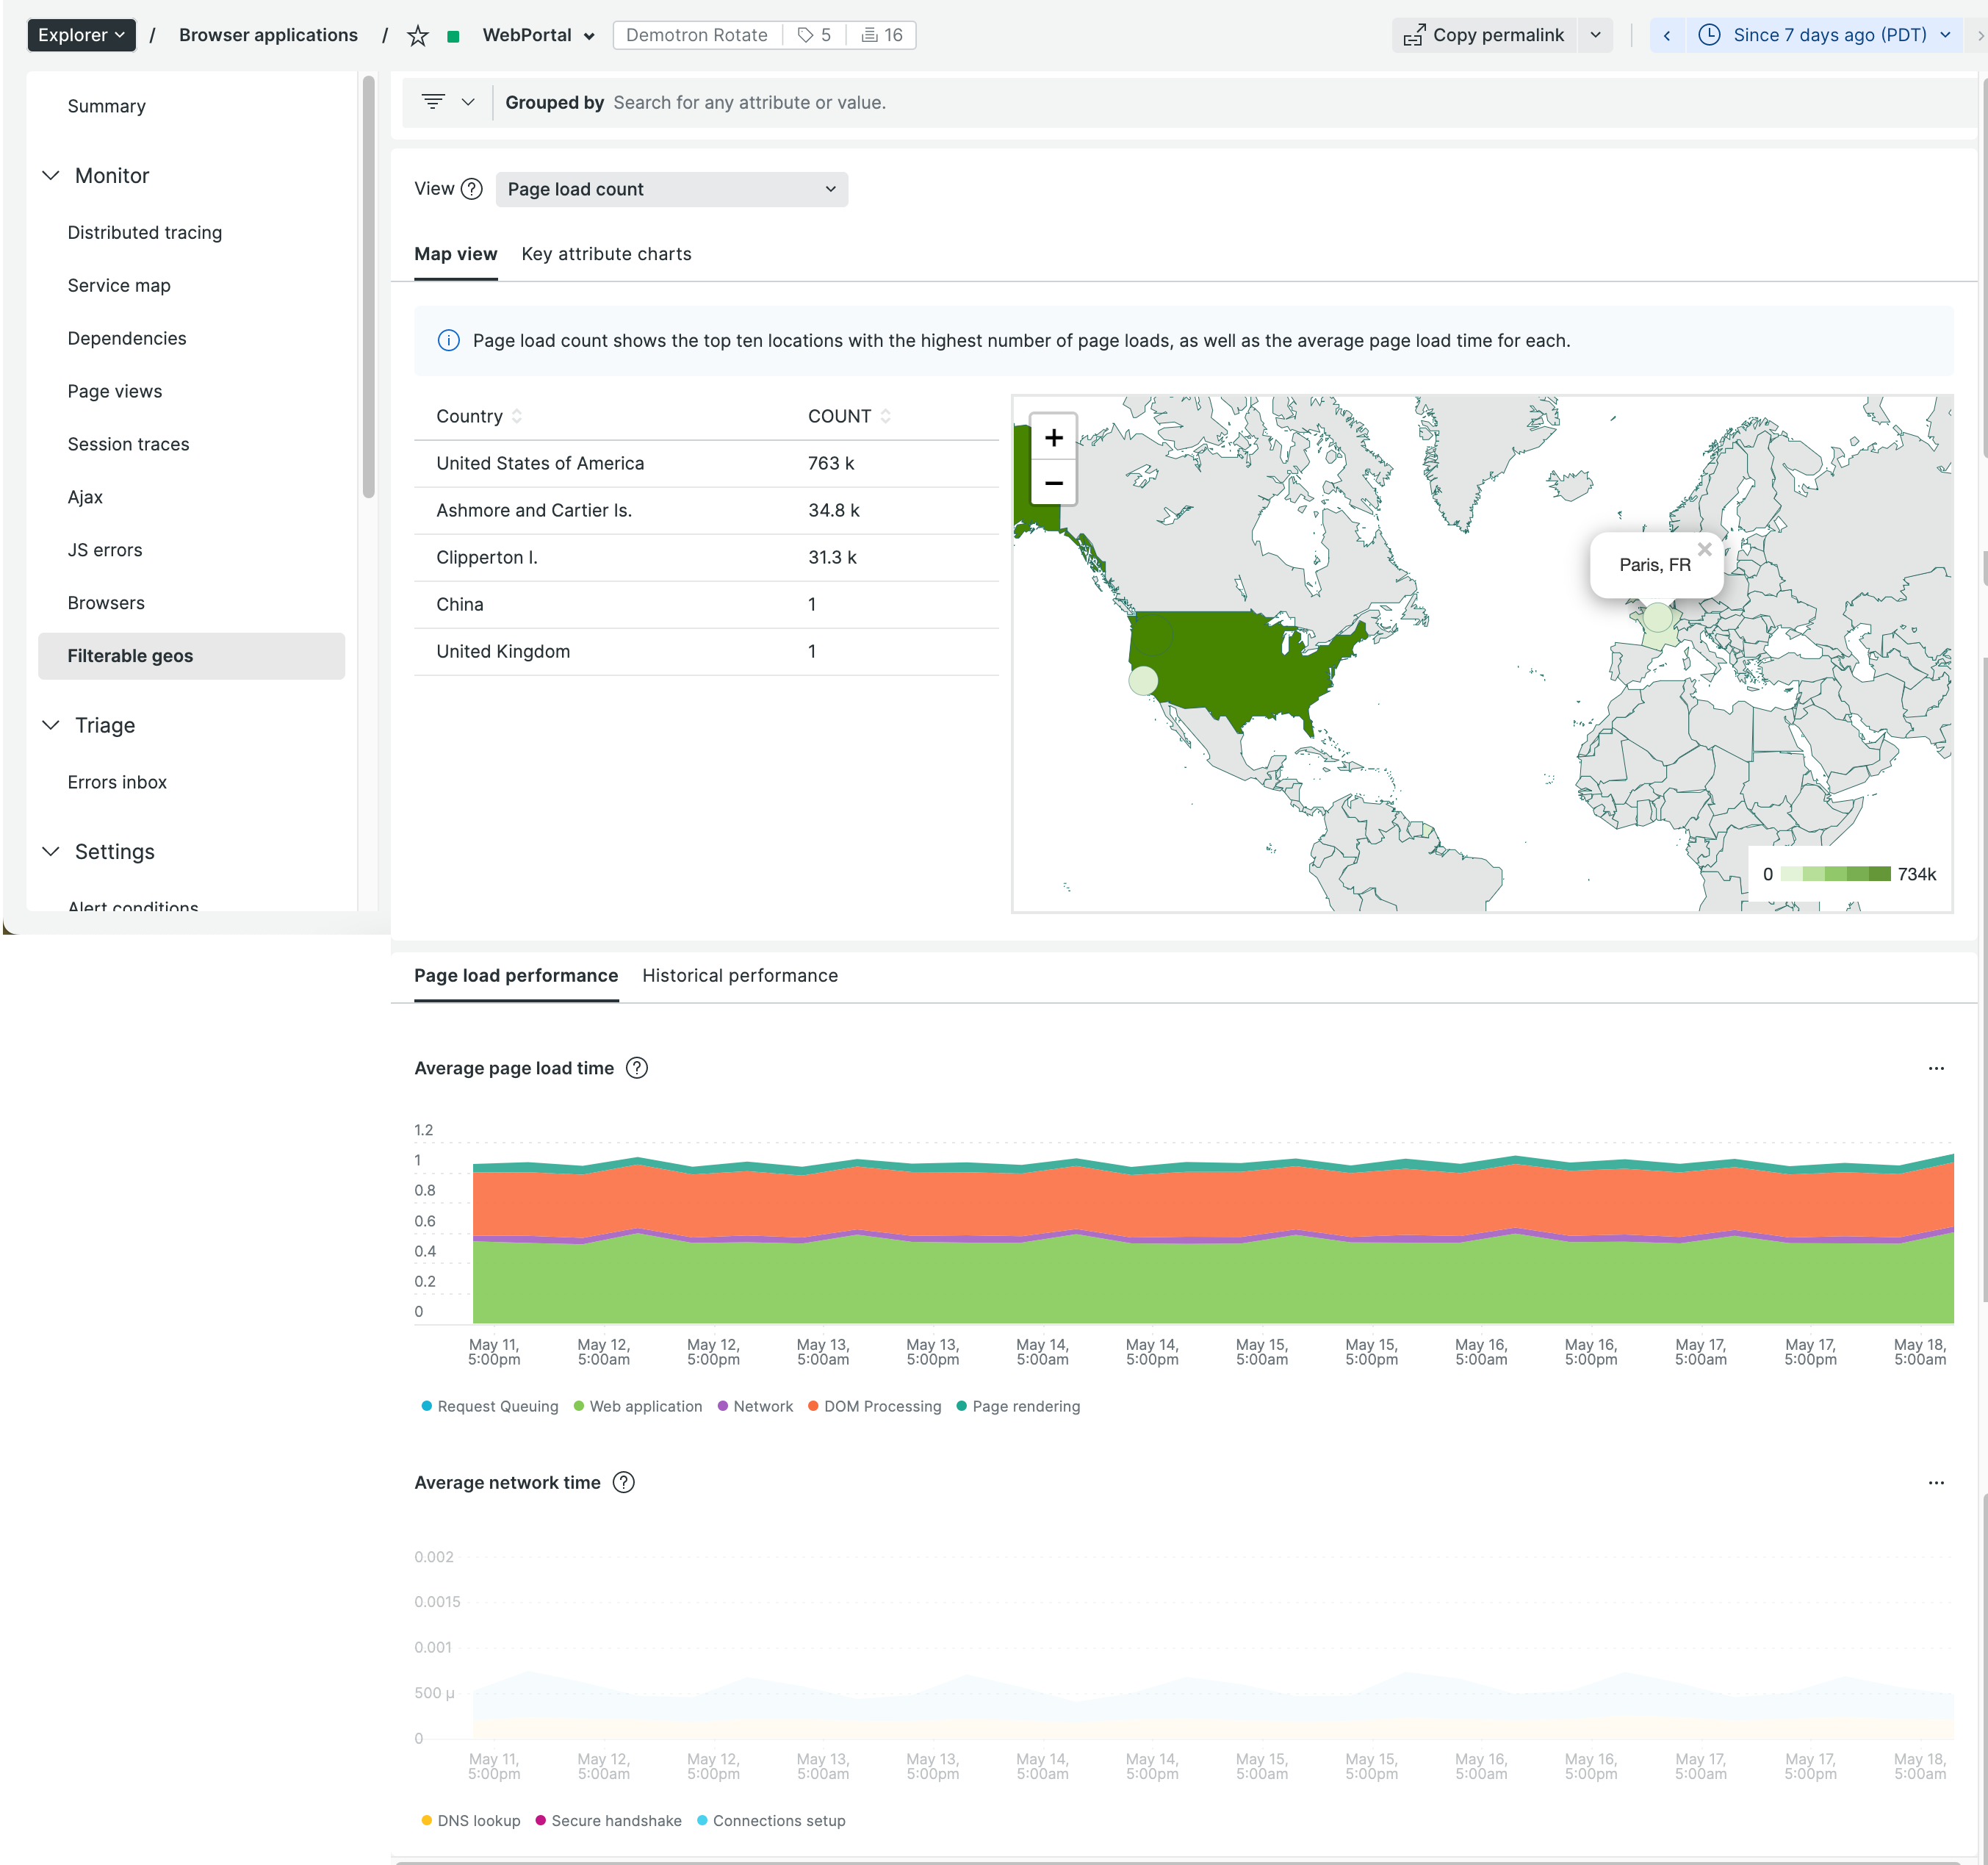 Explorer / Browser applications / WebPortal Demotron Rotate 5 16 Copy permalink Since 7 days ago (PDT)
Summary
Monitor
Distributed tracing
Service map
Dependencies
Page views
Session traces
Ajax
JS errors
Browsers
Filterable geos
Triage
Errors inbox
Settings
Alert conditions
Grouped by Search for any attribute or value.
View ? Page load count
Map view Key attribute charts
Page load count shows the top ten locations with the highest number of page loads, as well as the average page load time for each.
Country COUNT
United States of America 763 k
Ashmore and Cartier Is. 34.8 k
Clipperton I. 31.3 k
China 1
United Kingdom 1
+
−
Paris, FR ×
0 734k
Page load performance Historical performance
Average page load time ? ...
1.2
1
0.8
0.6
0.4
0.2
0
May 11, May 12, May 12, May 13, May 13, May 14, May 14, May 15, May 15, May 16, May 16, May 17, May 17, May 18,
5:00pm 5:00am 5:00pm 5:00am 5:00pm 5:00am 5:00pm 5:00am 5:00pm 5:00am 5:00pm 5:00am 5:00pm 5:00am
Request Queuing Web application Network DOM Processing Page rendering
Average network time ? ...
0.002
0.0015
0.001
500 μ
0
May 11, May 12, May 12, May 13, May 13, May 14, May 14, May 15, May 15, May 16, May 16, May 17, May 17, May 18,
5:00pm 5:00am 5:00pm 5:00am 5:00pm 5:00am 5:00pm 5:00am 5:00pm 5:00am 5:00pm 5:00am 5:00pm 5:00am
DNS lookup Secure handshake Connections setup